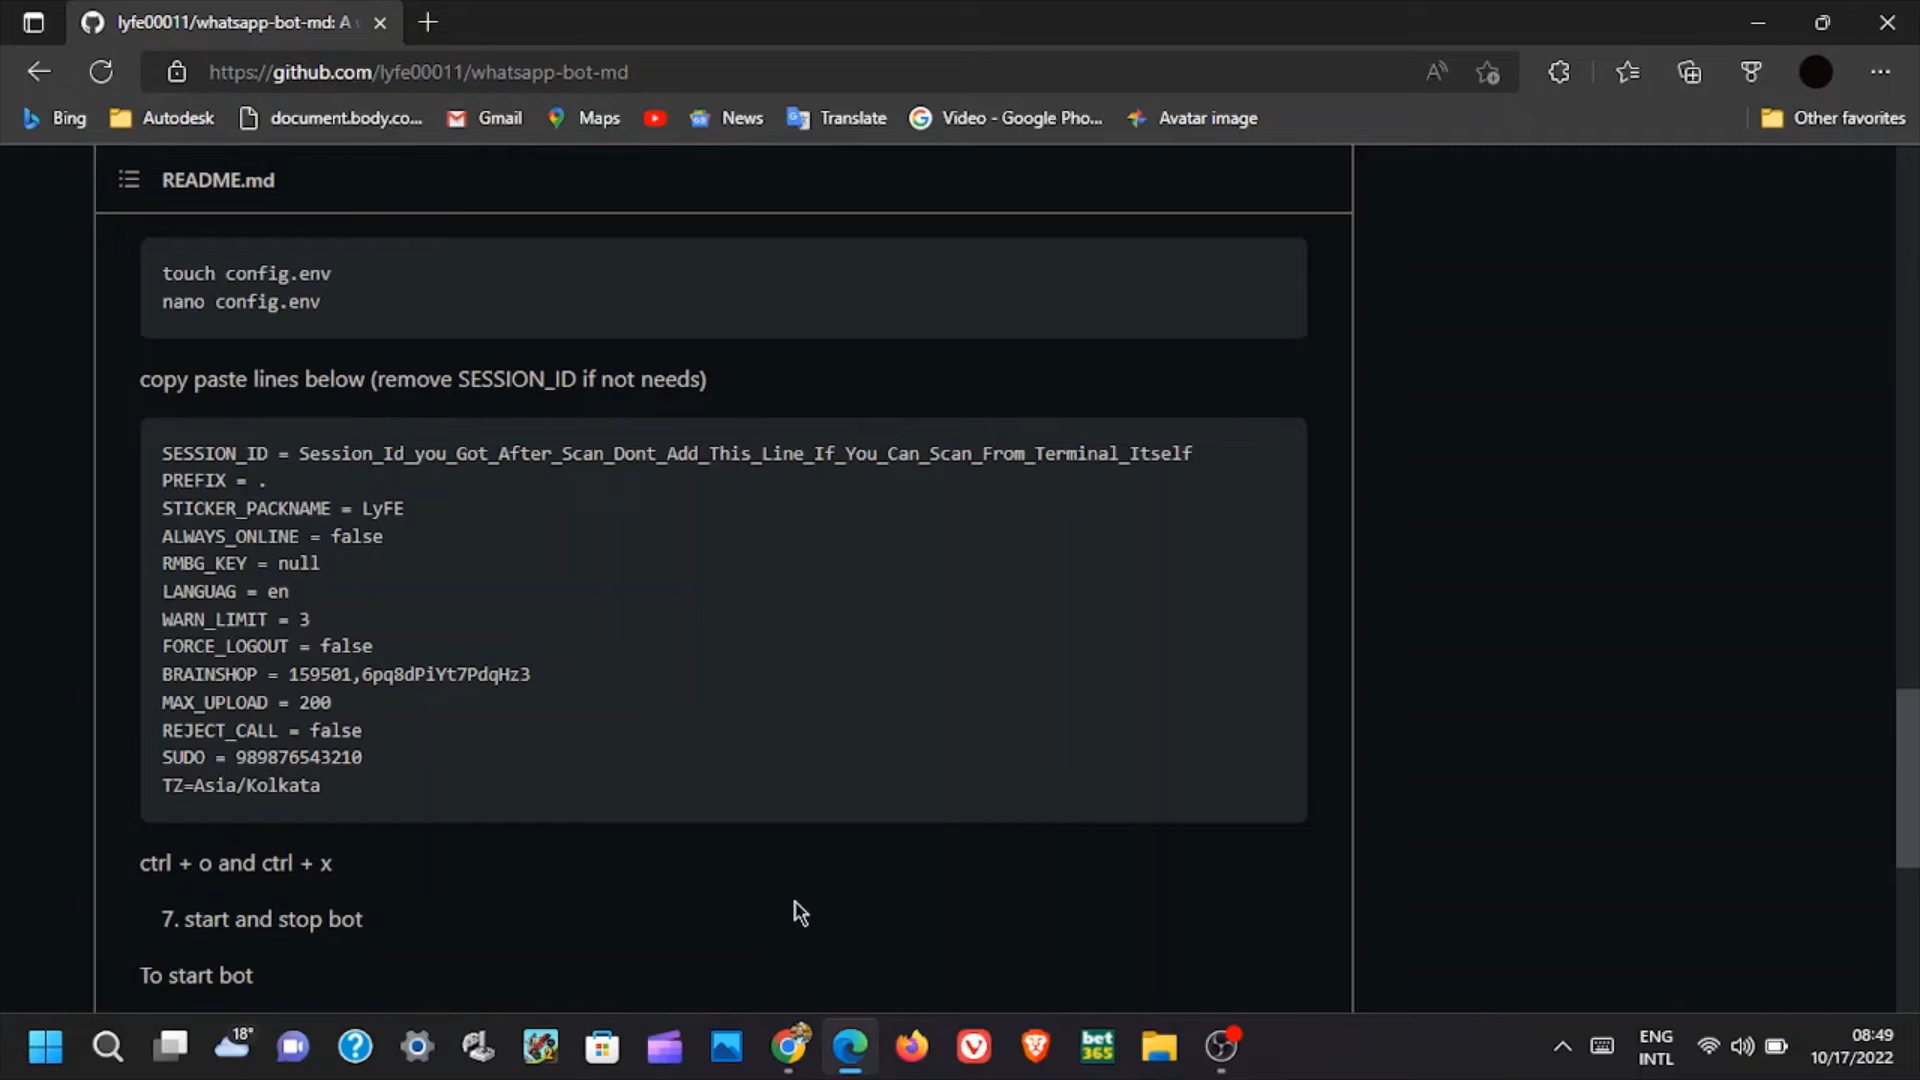 lyfe00011/whatsapp-bot-md: A
https://github.com/lyfe00011/whatsapp-bot-md
Bing
Autodesk
document.body.co...
Gmail
Maps
News
Translate
Video - Google Pho...
Avatar image
Other favorites
README.md
touch config.env
nano config.env
copy paste lines below (remove SESSION_ID if not needs)
SESSION_ID = Session_Id_you_Got_After_Scan_Dont_Add_This_Line_If_You_Can_Scan_From_Terminal_Itself
PREFIX = .
STICKER_PACKNAME = LyFE
ALWAYS_ONLINE = false
RMBG_KEY = null
LANGUAG = en
WARN_LIMIT = 3
FORCE_LOGOUT = false
BRAINSHOP = 159501,6pq8dPiYt7PdqHz3
MAX_UPLOAD = 200
REJECT_CALL = false
SUDO = 989876543210
TZ=Asia/Kolkata
ctrl + o and ctrl + x
7. start and stop bot
To start bot
18°
bet
365
ENG
INTL
08:49
10/17/2022